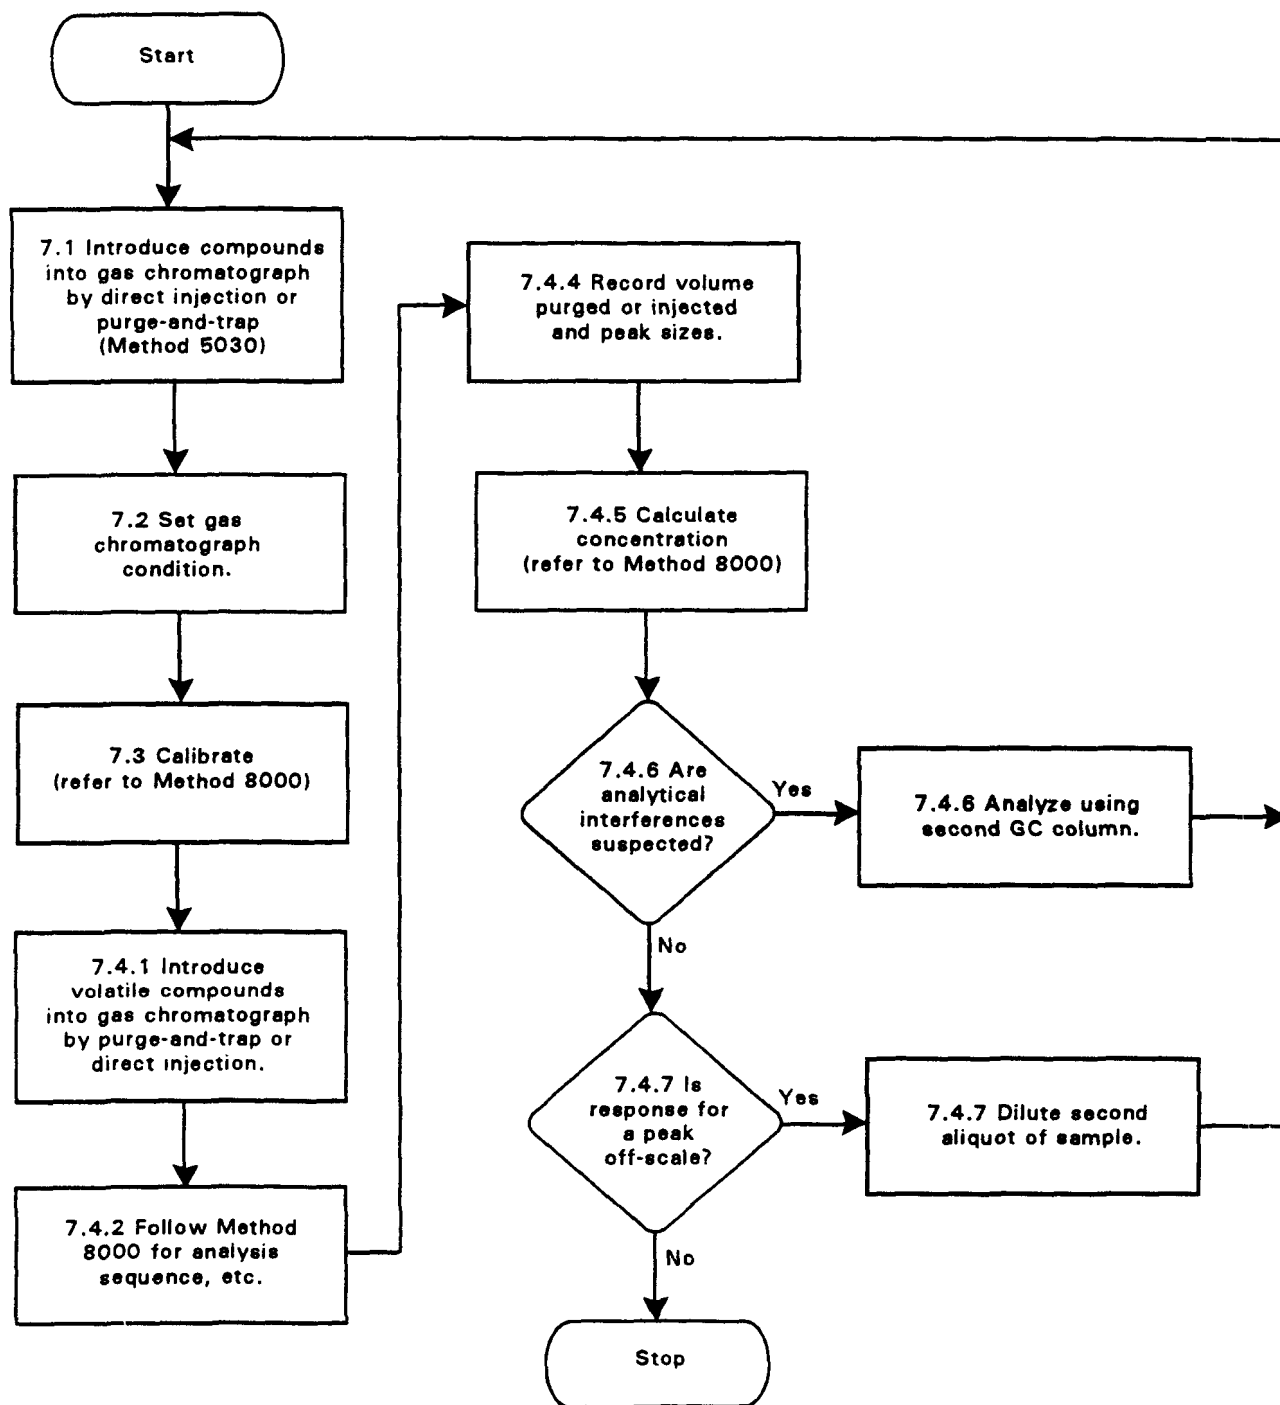 Start
7.1 Introduce compounds
into gas chromatograph
by direct injection or
purge-and-trap
(Method 5030)
7.2 Set gas
chromatograph
condition.
7.3 Calibrate
(refer to Method 8000)
7.4.1 Introduce
volatile compounds
into gas chromatograph
by purge-and-trap or
direct injection.
7.4.2 Follow Method
8000 for analysis
sequence, etc.
7.4.4 Record volume
purged or injected
and peak sizes.
7.4.5 Calculate
concentration
(refer to Method 8000)
7.4.6 Are
analytical
interferences
suspected?
Yes
7.4.6 Analyze using
second GC column.
No
7.4.7 Is
response for
a peak
off-scale?
Yes
7.4.7 Dilute second
aliquot of sample.
No
Stop